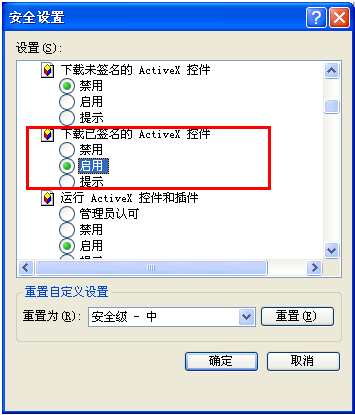 安全设置
设置(S):
下载未签名的 ActiveX 控件
禁用
启用
提示
下载已签名的 ActiveX 控件
禁用
启用
提示
运行 ActiveX 控件和插件
管理员认可
禁用
启用
提示
重置自定义设置
重置为(R): 安全级 - 中 重置(E)
确定 取消